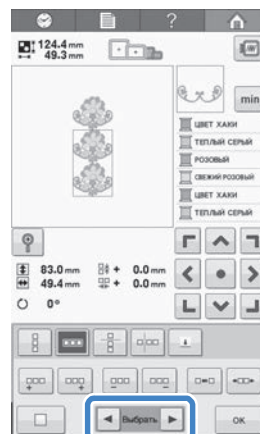 ?
124.4 mm
49.3 mm
min
ЦВЕТ ХАКИ
ТЕПЛЫЙ СЕРЫЙ
РОЗОВЫЙ
СВЕЖИЙ РОЗОВЫЙ
ЦВЕТ ХАКИ
ТЕПЛЫЙ СЕРЫЙ
83.0 mm + 0.0 mm
49.4 mm + 0.0 mm
0°
Выбрать
OK